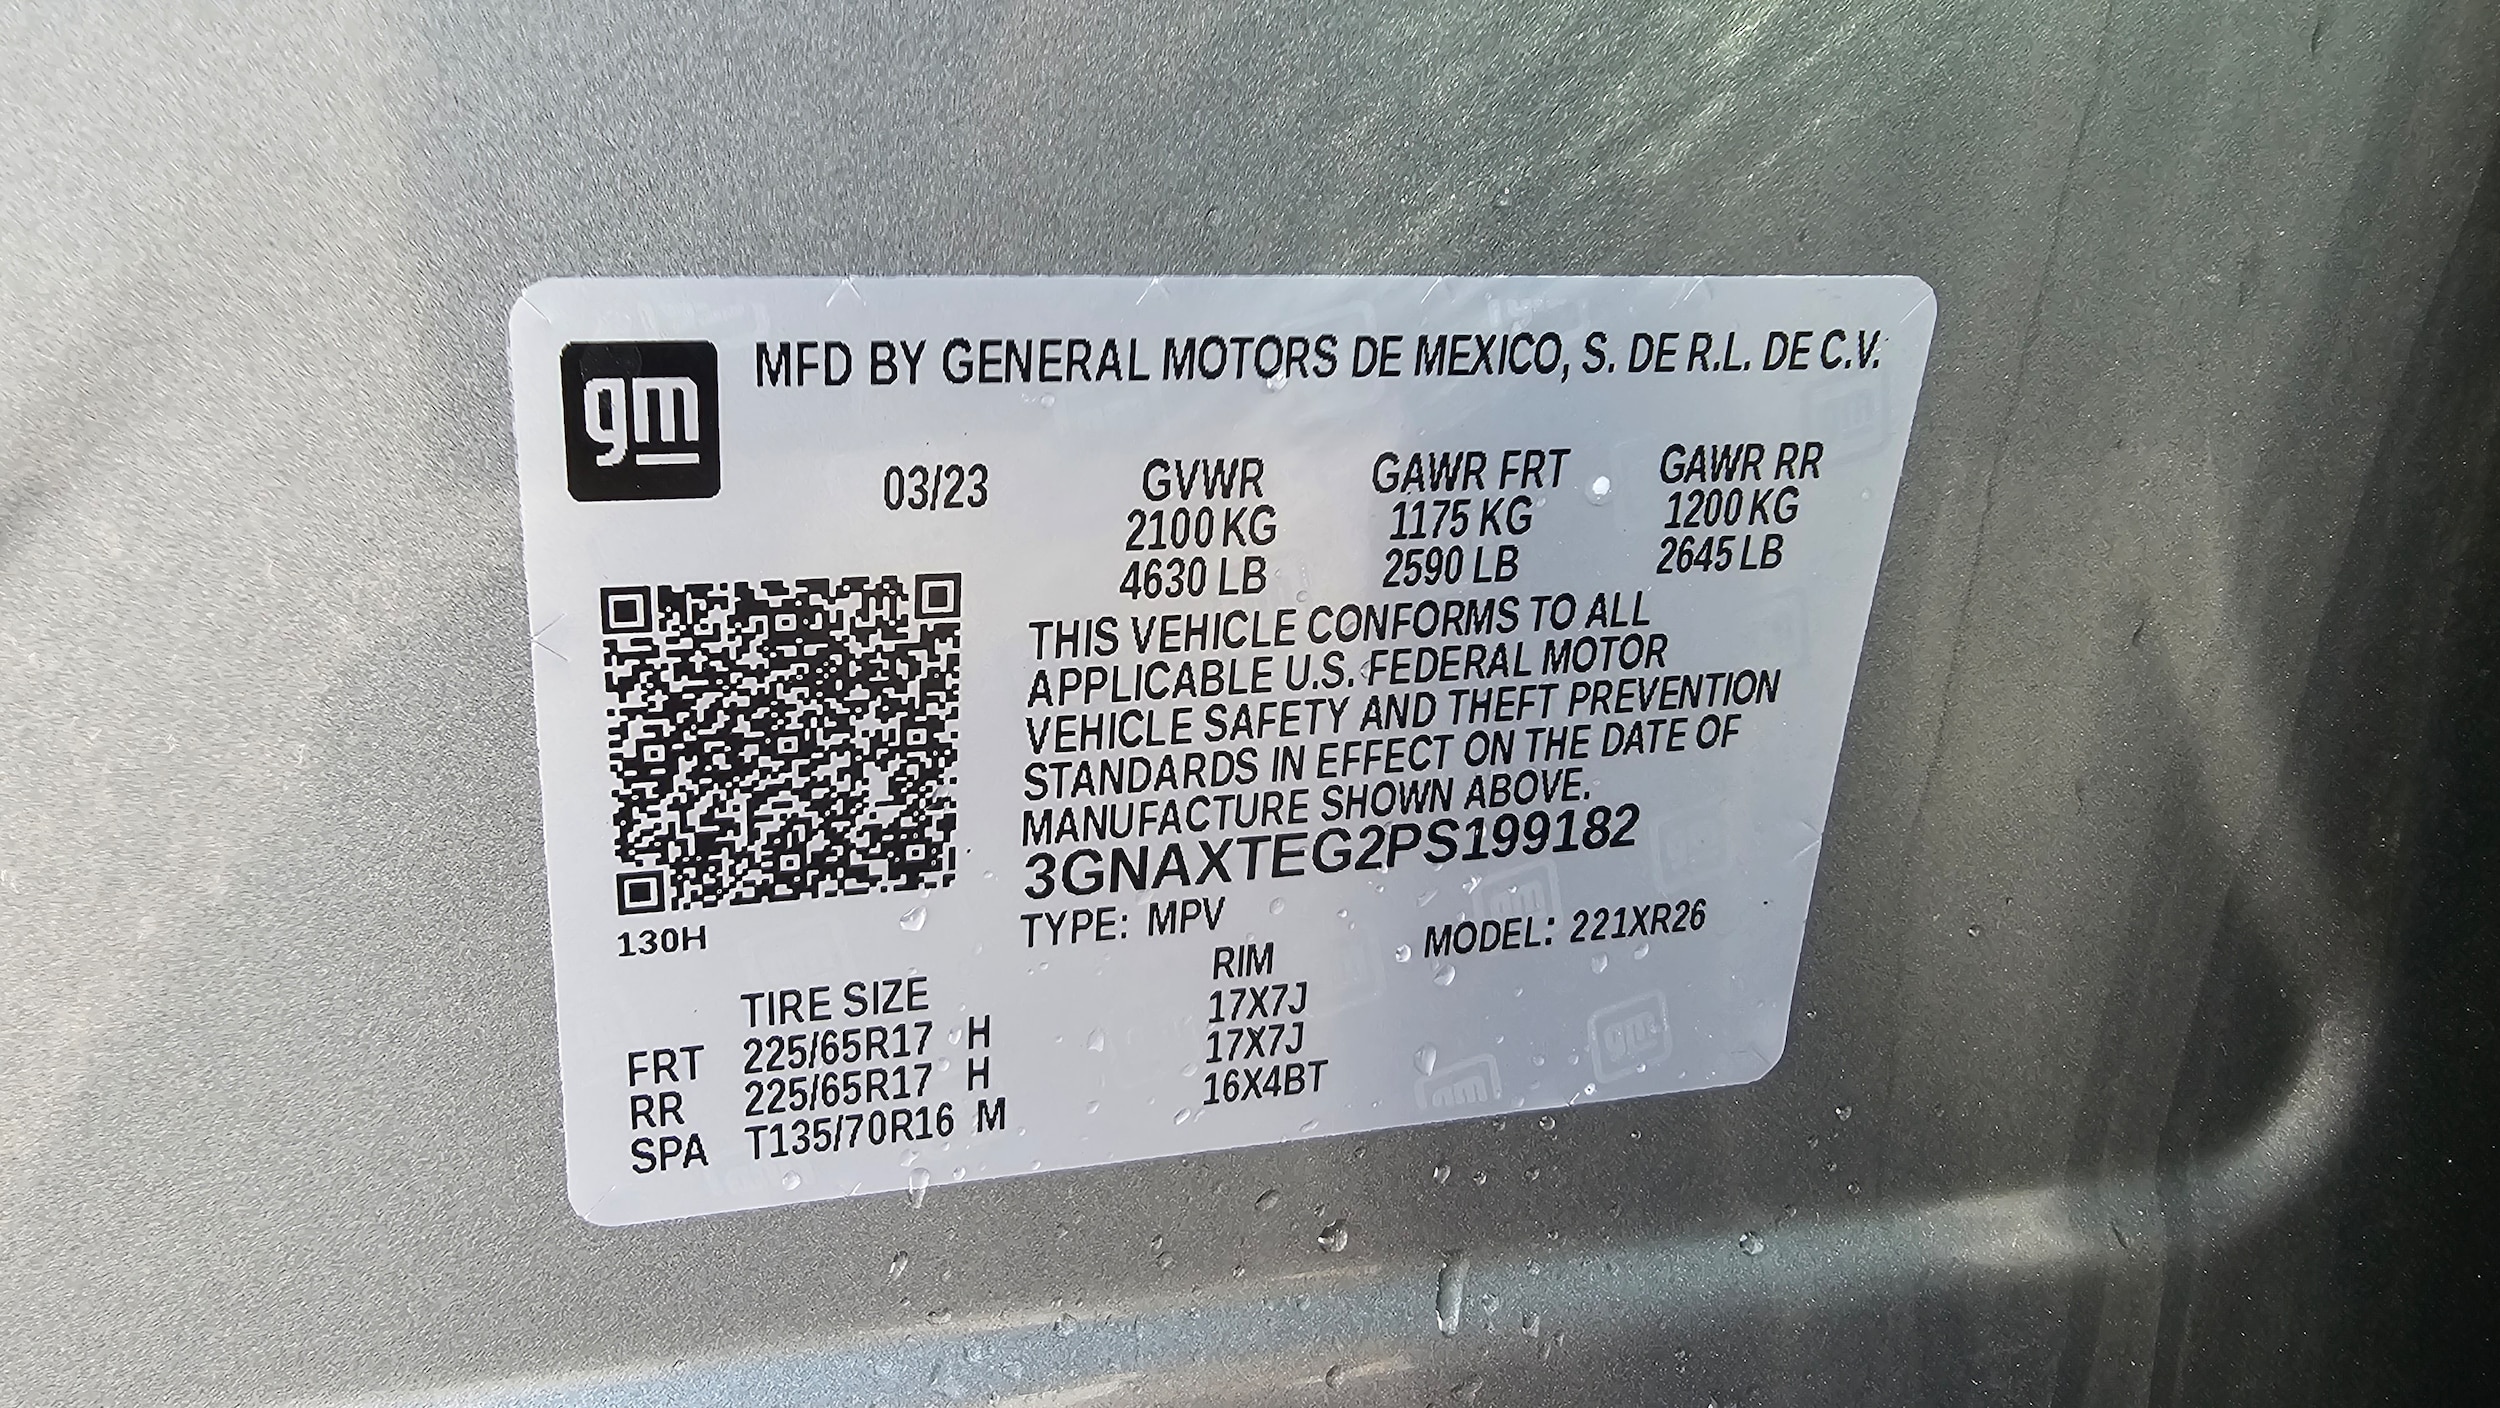 gm
MFD BY GENERAL MOTORS DE MEXICO, S. DE R.L. DE C.V.
03/23 GVWR GAWR FRT GAWR RR
2100 KG 1175 KG 1200 KG
4630 LB 2590 LB 2645 LB
THIS VEHICLE CONFORMS TO ALL
APPLICABLE U.S. FEDERAL MOTOR
VEHICLE SAFETY AND THEFT PREVENTION
STANDARDS IN EFFECT ON THE DATE OF
MANUFACTURE SHOWN ABOVE.
3GNAXTEG2PS199182
130H
TYPE: MPV MODEL: 221XR26
TIRE SIZE RIM
FRT 225/65R17 H 17X7J
RR 225/65R17 H 17X7J
SPA T135/70R16 M 16X4BT